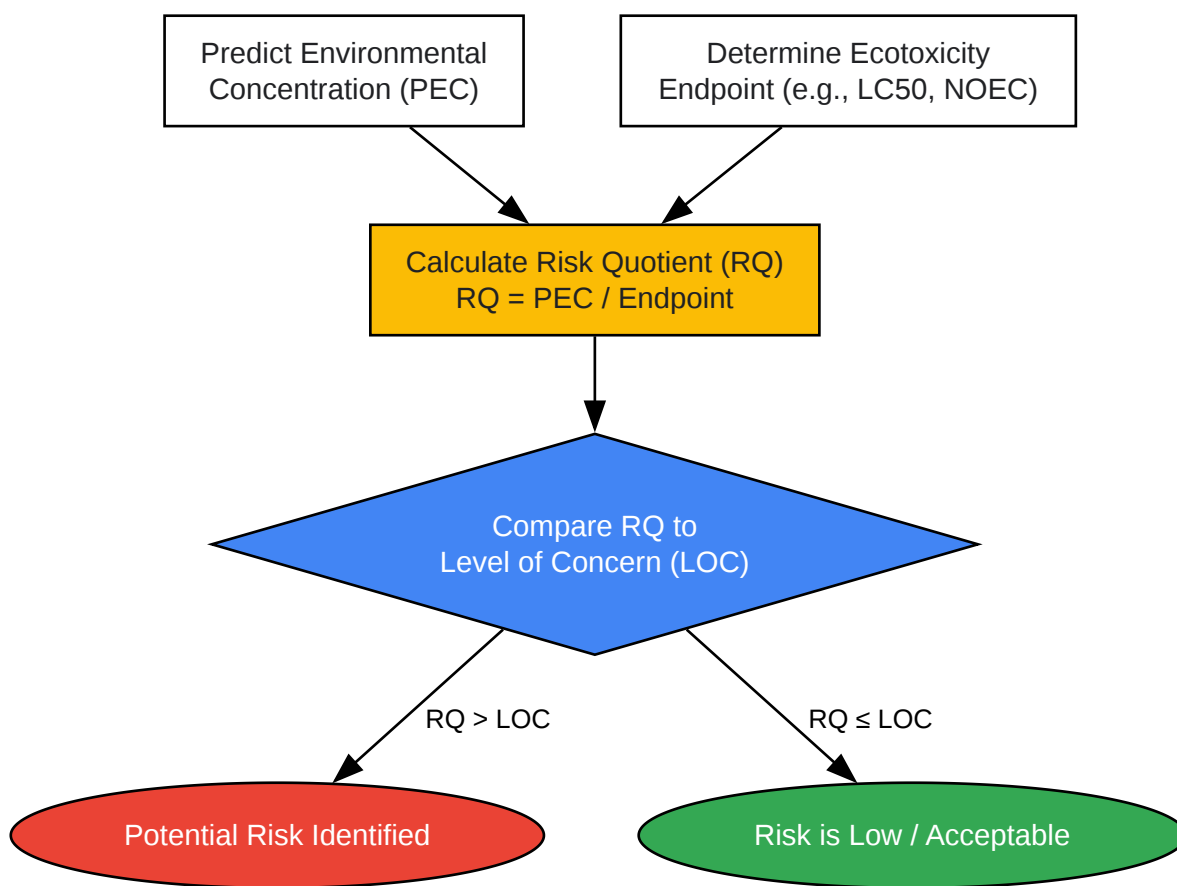 Predict Environmental
Concentration (PEC)
Determine Ecotoxicity
Endpoint (e.g., LC50, NOEC)
Calculate Risk Quotient (RQ)
RQ = PEC / Endpoint
Compare RQ to
Level of Concern (LOC)
RQ > LOC
RQ ≤ LOC
Potential Risk Identified
Risk is Low / Acceptable